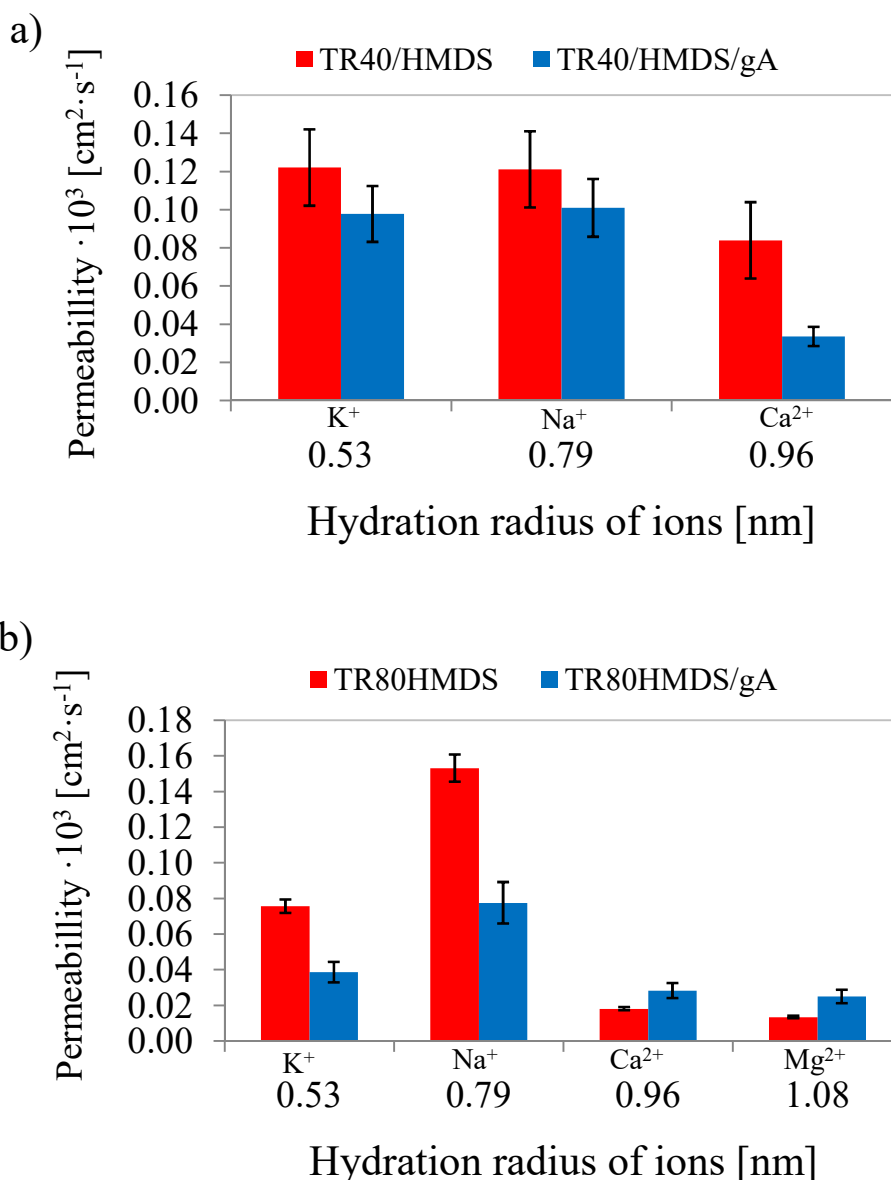 a)
TR40/HMDS TR40/HMDS/gA
Permeabillity ·10³ [cm²·s⁻¹]
0.16
0.14
0.12
0.10
0.08
0.06
0.04
0.02
0.00
K⁺ Na⁺ Ca²⁺
0.53 0.79 0.96
Hydration radius of ions [nm]
b)
TR80HMDS TR80HMDS/gA
Permeabillity ·10³ [cm²·s⁻¹]
0.18
0.16
0.14
0.12
0.10
0.08
0.06
0.04
0.02
0.00
K⁺ Na⁺ Ca²⁺ Mg²⁺
0.53 0.79 0.96 1.08
Hydration radius of ions [nm]